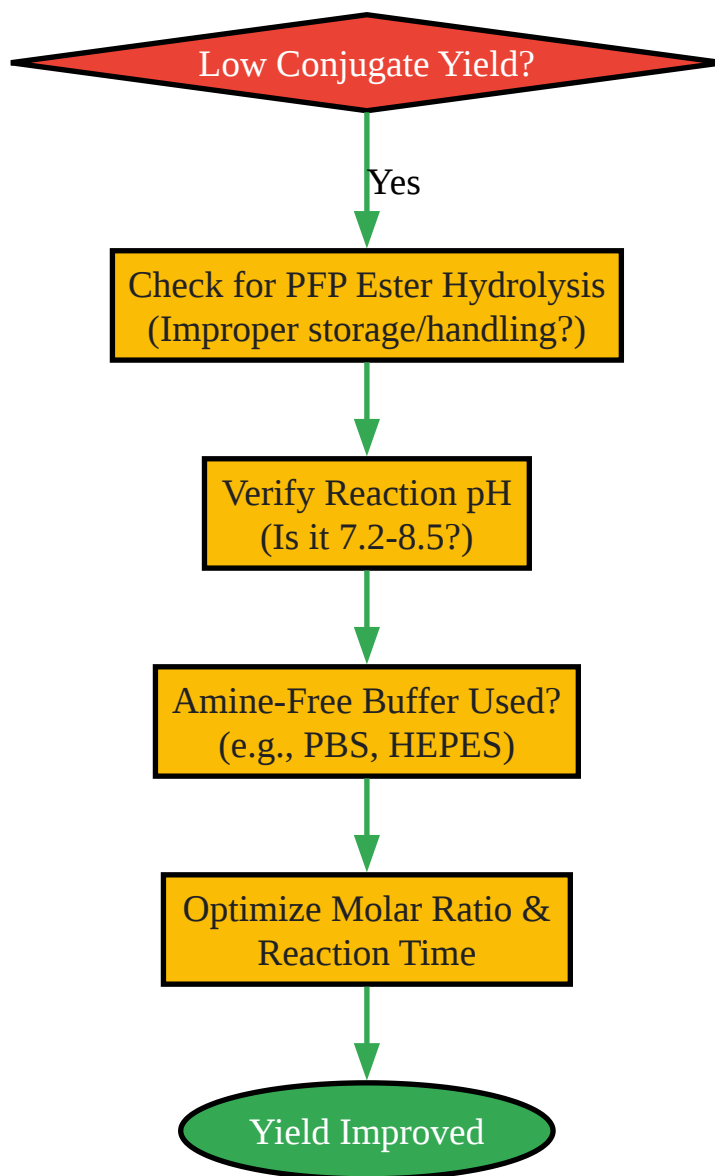 Low Conjugate Yield?
Yes
Check for PFP Ester Hydrolysis
(Improper storage/handling?)
Verify Reaction pH
(Is it 7.2-8.5?)
Amine-Free Buffer Used?
(e.g., PBS, HEPES)
Optimize Molar Ratio &
Reaction Time
Yield Improved